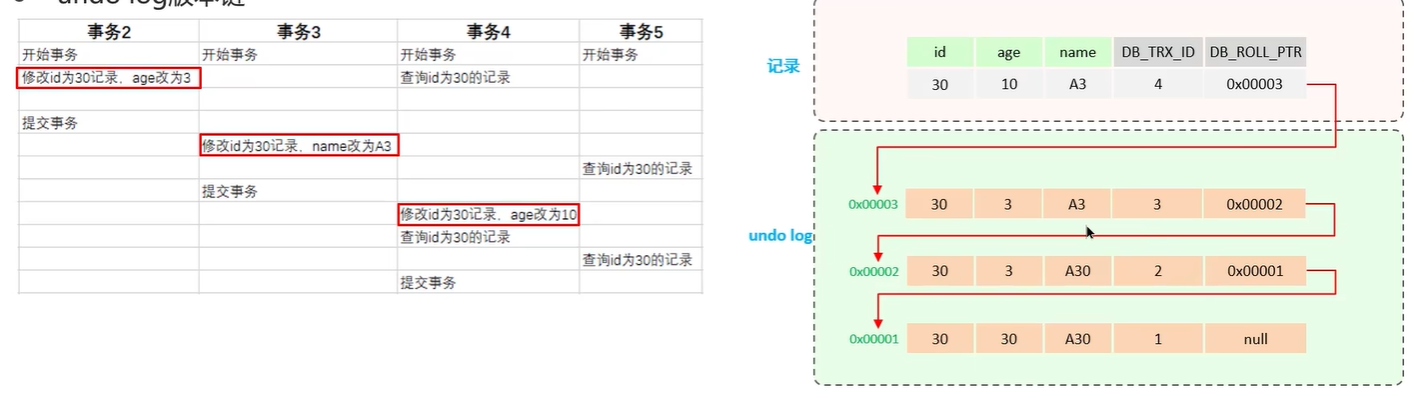 undo log版本链
事务2 事务3 事务4 事务5
开始事务 开始事务 开始事务 开始事务
修改id为30记录，age改为3 查询id为30的记录
提交事务
修改id为30记录，name改为A3
查询id为30的记录
提交事务
修改id为30记录，age改为10
查询id为30的记录
查询id为30的记录
提交事务
记录
id age name DB_TRX_ID DB_ROLL_PTR
30 10 A3 4 0x00003
undo log
0x00003 30 3 A3 3 0x00002
0x00002 30 3 A30 2 0x00001
0x00001 30 30 A30 1 null